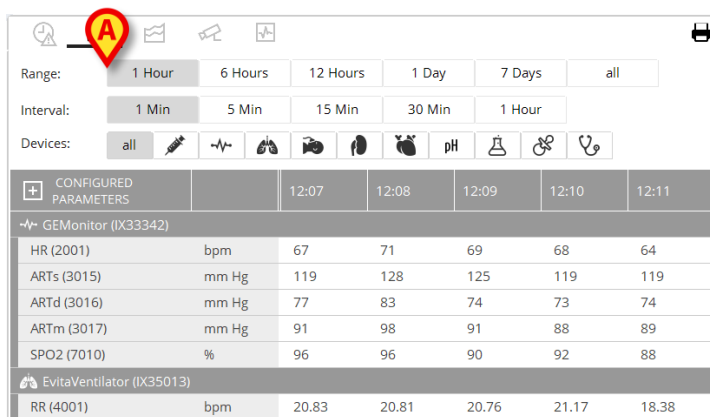 A
Range: 1 Hour 6 Hours 12 Hours 1 Day 7 Days all
Interval: 1 Min 5 Min 15 Min 30 Min 1 Hour
Devices: all pH
CONFIGURED PARAMETERS 12:07 12:08 12:09 12:10 12:11
GEMonitor (IX33342)
HR (2001) bpm 67 71 69 68 64
ARTs (3015) mm Hg 119 128 125 119 119
ARTd (3016) mm Hg 77 83 74 73 74
ARTm (3017) mm Hg 91 98 91 88 89
SPO2 (7010) % 96 96 90 92 88
EvitaVentilator (IX35013)
RR (4001) bpm 20.83 20.81 20.76 21.17 18.38